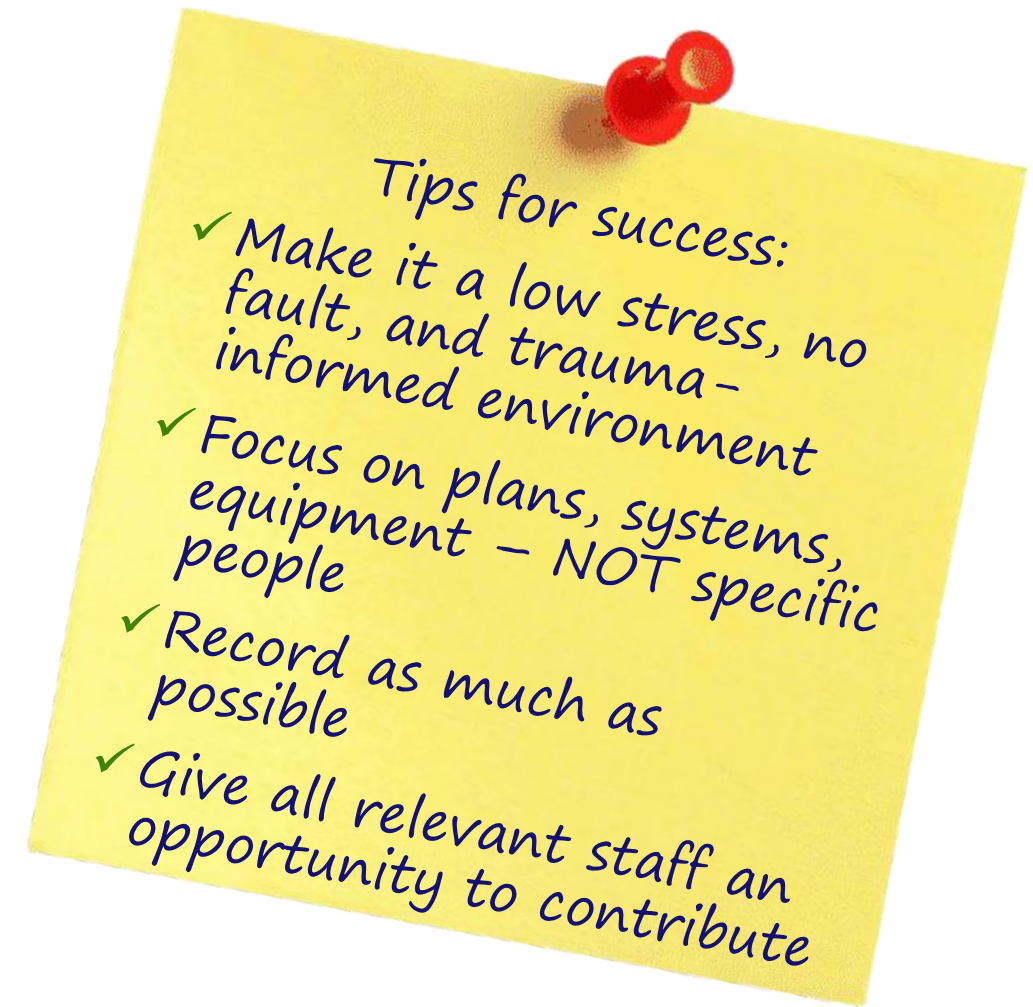 Tips for success:
✓ Make it a low stress, no
fault, and trauma-
informed environment
✓ Focus on plans, systems,
equipment – NOT specific
people
✓ Record as much as
possible
✓ Give all relevant staff an
opportunity to contribute